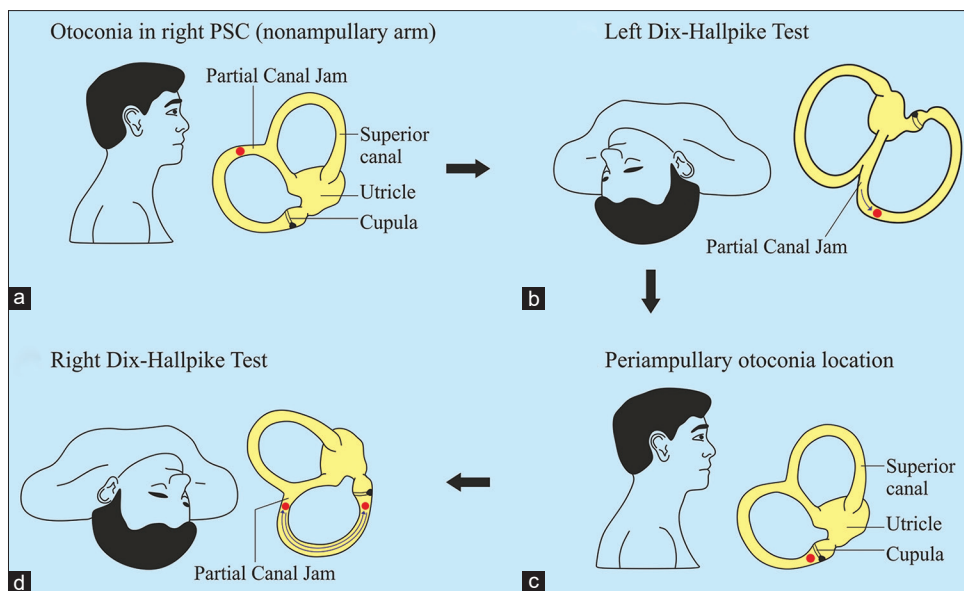 Otoconia in right PSC (nonampullary arm)
Partial Canal Jam
Superior
canal
Utricle
Cupula
a
Left Dix-Hallpike Test
Partial Canal Jam
b
Right Dix-Hallpike Test
Partial Canal Jam
d
Periampullary otoconia location
Superior
canal
Utricle
Cupula
c